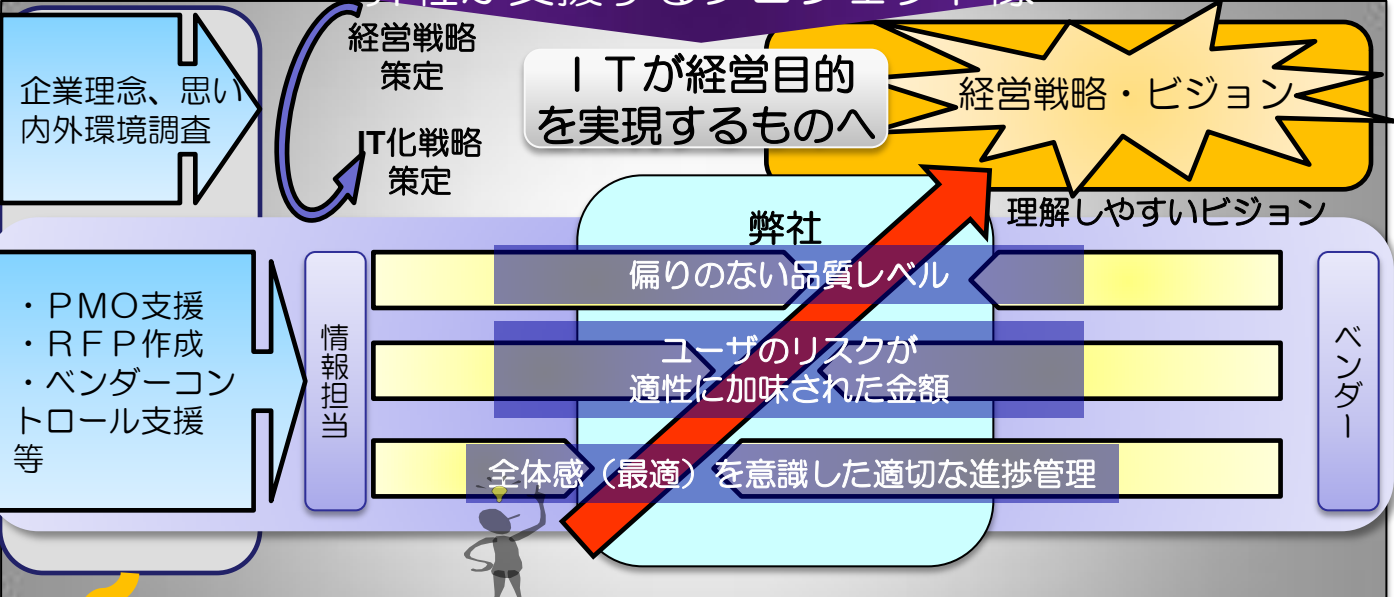 経営戦略
策定
ITが経営目的
を実現するものへ
経営戦略・ビジョン
企業理念、思い
内外環境調査
IT化戦略
策定
理解しやすいビジョン
弊社
偏りのない品質レベル
・PMO支援
・RFP作成
・ベンダーコン
トロール支援
等
情報担当
ユーザのリスクが
適性に加味された金額
ベンダー
全体感(最適)を意識した適切な進捗管理